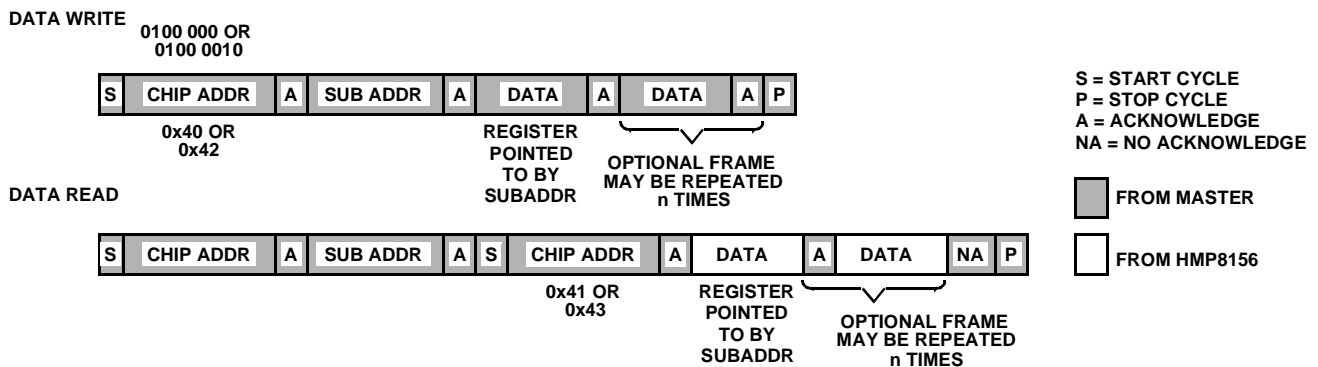 DATA WRITE
0100 000 OR
0100 0010
S CHIP ADDR A SUB ADDR A DATA A DATA A P
0x40 OR
0x42
REGISTER
POINTED
TO BY
SUBADDR
OPTIONAL FRAME
MAY BE REPEATED
n TIMES
S = START CYCLE
P = STOP CYCLE
A = ACKNOWLEDGE
NA = NO ACKNOWLEDGE
FROM MASTER
FROM HMP8156
DATA READ
S CHIP ADDR A SUB ADDR A S CHIP ADDR A DATA A DATA NA P
0x41 OR
0x43
REGISTER
POINTED
TO BY
SUBADDR
OPTIONAL FRAME
MAY BE REPEATED
n TIMES